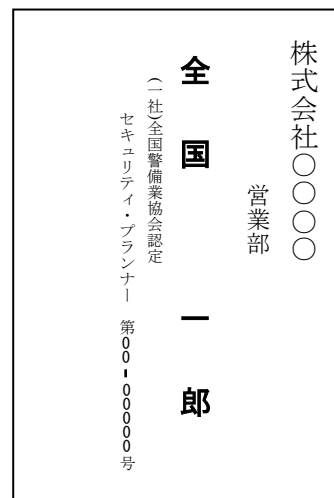 株式会社○○○○
営業部
全国 一郎
(一社)全国警備業協会認定
セキュリティ・プランナー 第00-00000号